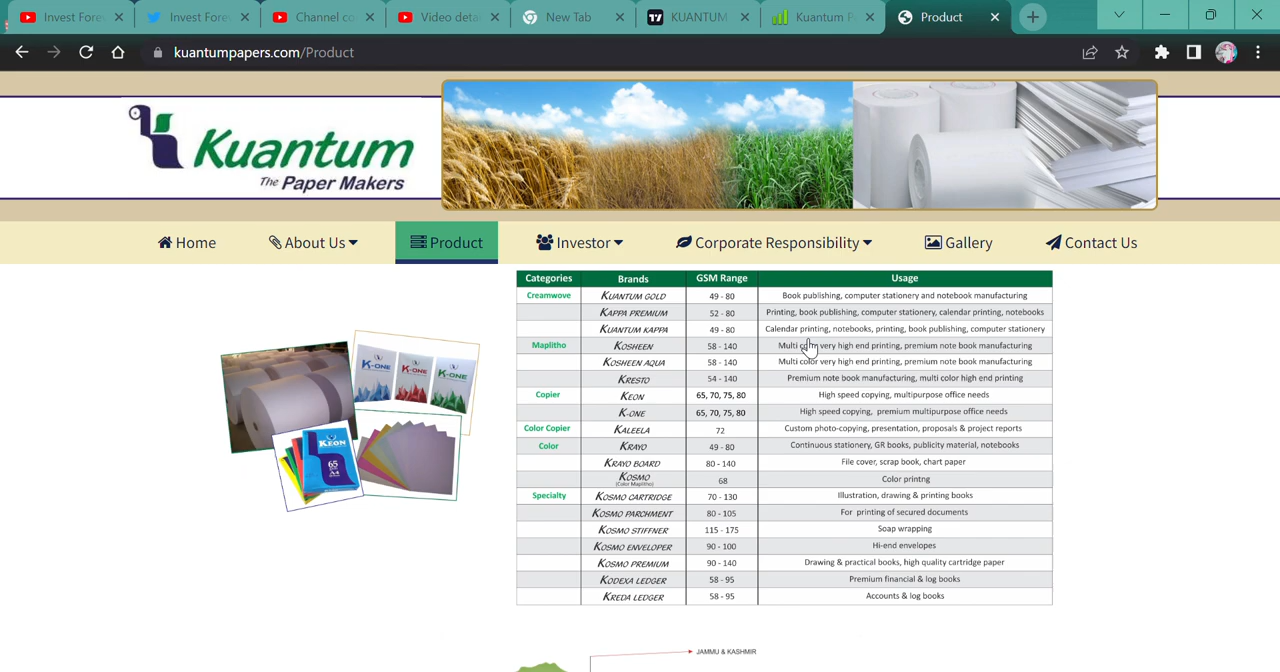 Invest Fore
Invest Fore
Channel co
Video deta
New Tab
KUANTUM
Kuantum P
Product
kuantumpapers.com/Product
Kuantum
The Paper Makers
Home
About Us
Product
Investor
Corporate Responsibility
Gallery
Contact Us
Categories Brands GSM Range Usage
Creamwove KUANTUM GOLD 49 - 80 Book publishing, computer stationery and notebook manufacturing
KAPPA PREMIUM 52 - 80 Printing, book publishing, computer stationery, calendar printing, notebooks
KUANTUM KAPPA 49 - 80 Calendar printing, notebooks, printing, book publishing, computer stationery
Maplitho KOSHEEN 58 - 140 Multi color very high end printing, premium note book manufacturing
KOSHEEN AQUA 58 - 140 Multi color very high end printing, premium note book manufacturing
KRESTO 54 - 140 Premium note book manufacturing, multi color high end printing
Copier KEON 65, 70, 75, 80 High speed copying, multipurpose office needs
K-ONE 65, 70, 75, 80 High speed copying, premium multipurpose office needs
Color Copier KALEELA 72 Custom photo-copying, presentation, proposals & project reports
Color KRAYO 49 - 80 Continuous stationery, GR books, publicity material, notebooks
KRAYO BOARD 80 - 140 File cover, scrap book, chart paper
KOSMO (Color Maplitho) 68 Color printng
Specialty KOSMO CARTRIDGE 70 - 130 Illustration, drawing & printing books
KOSMO PARCHMENT 80 - 105 For printing of secured documents
KOSMO STIFFNER 115 - 175 Soap wrapping
KOSMO ENVELOPER 90 - 100 Hi-end envelopes
KOSMO PREMIUM 90 - 140 Drawing & practical books, high quality cartridge paper
KODEXA LEDGER 58 - 95 Premium financial & log books
KREDA LEDGER 58 - 95 Accounts & log books
K-ONE
K-ONE
K-ONE
KEON
65
A4
JAMMU & KASHMIR